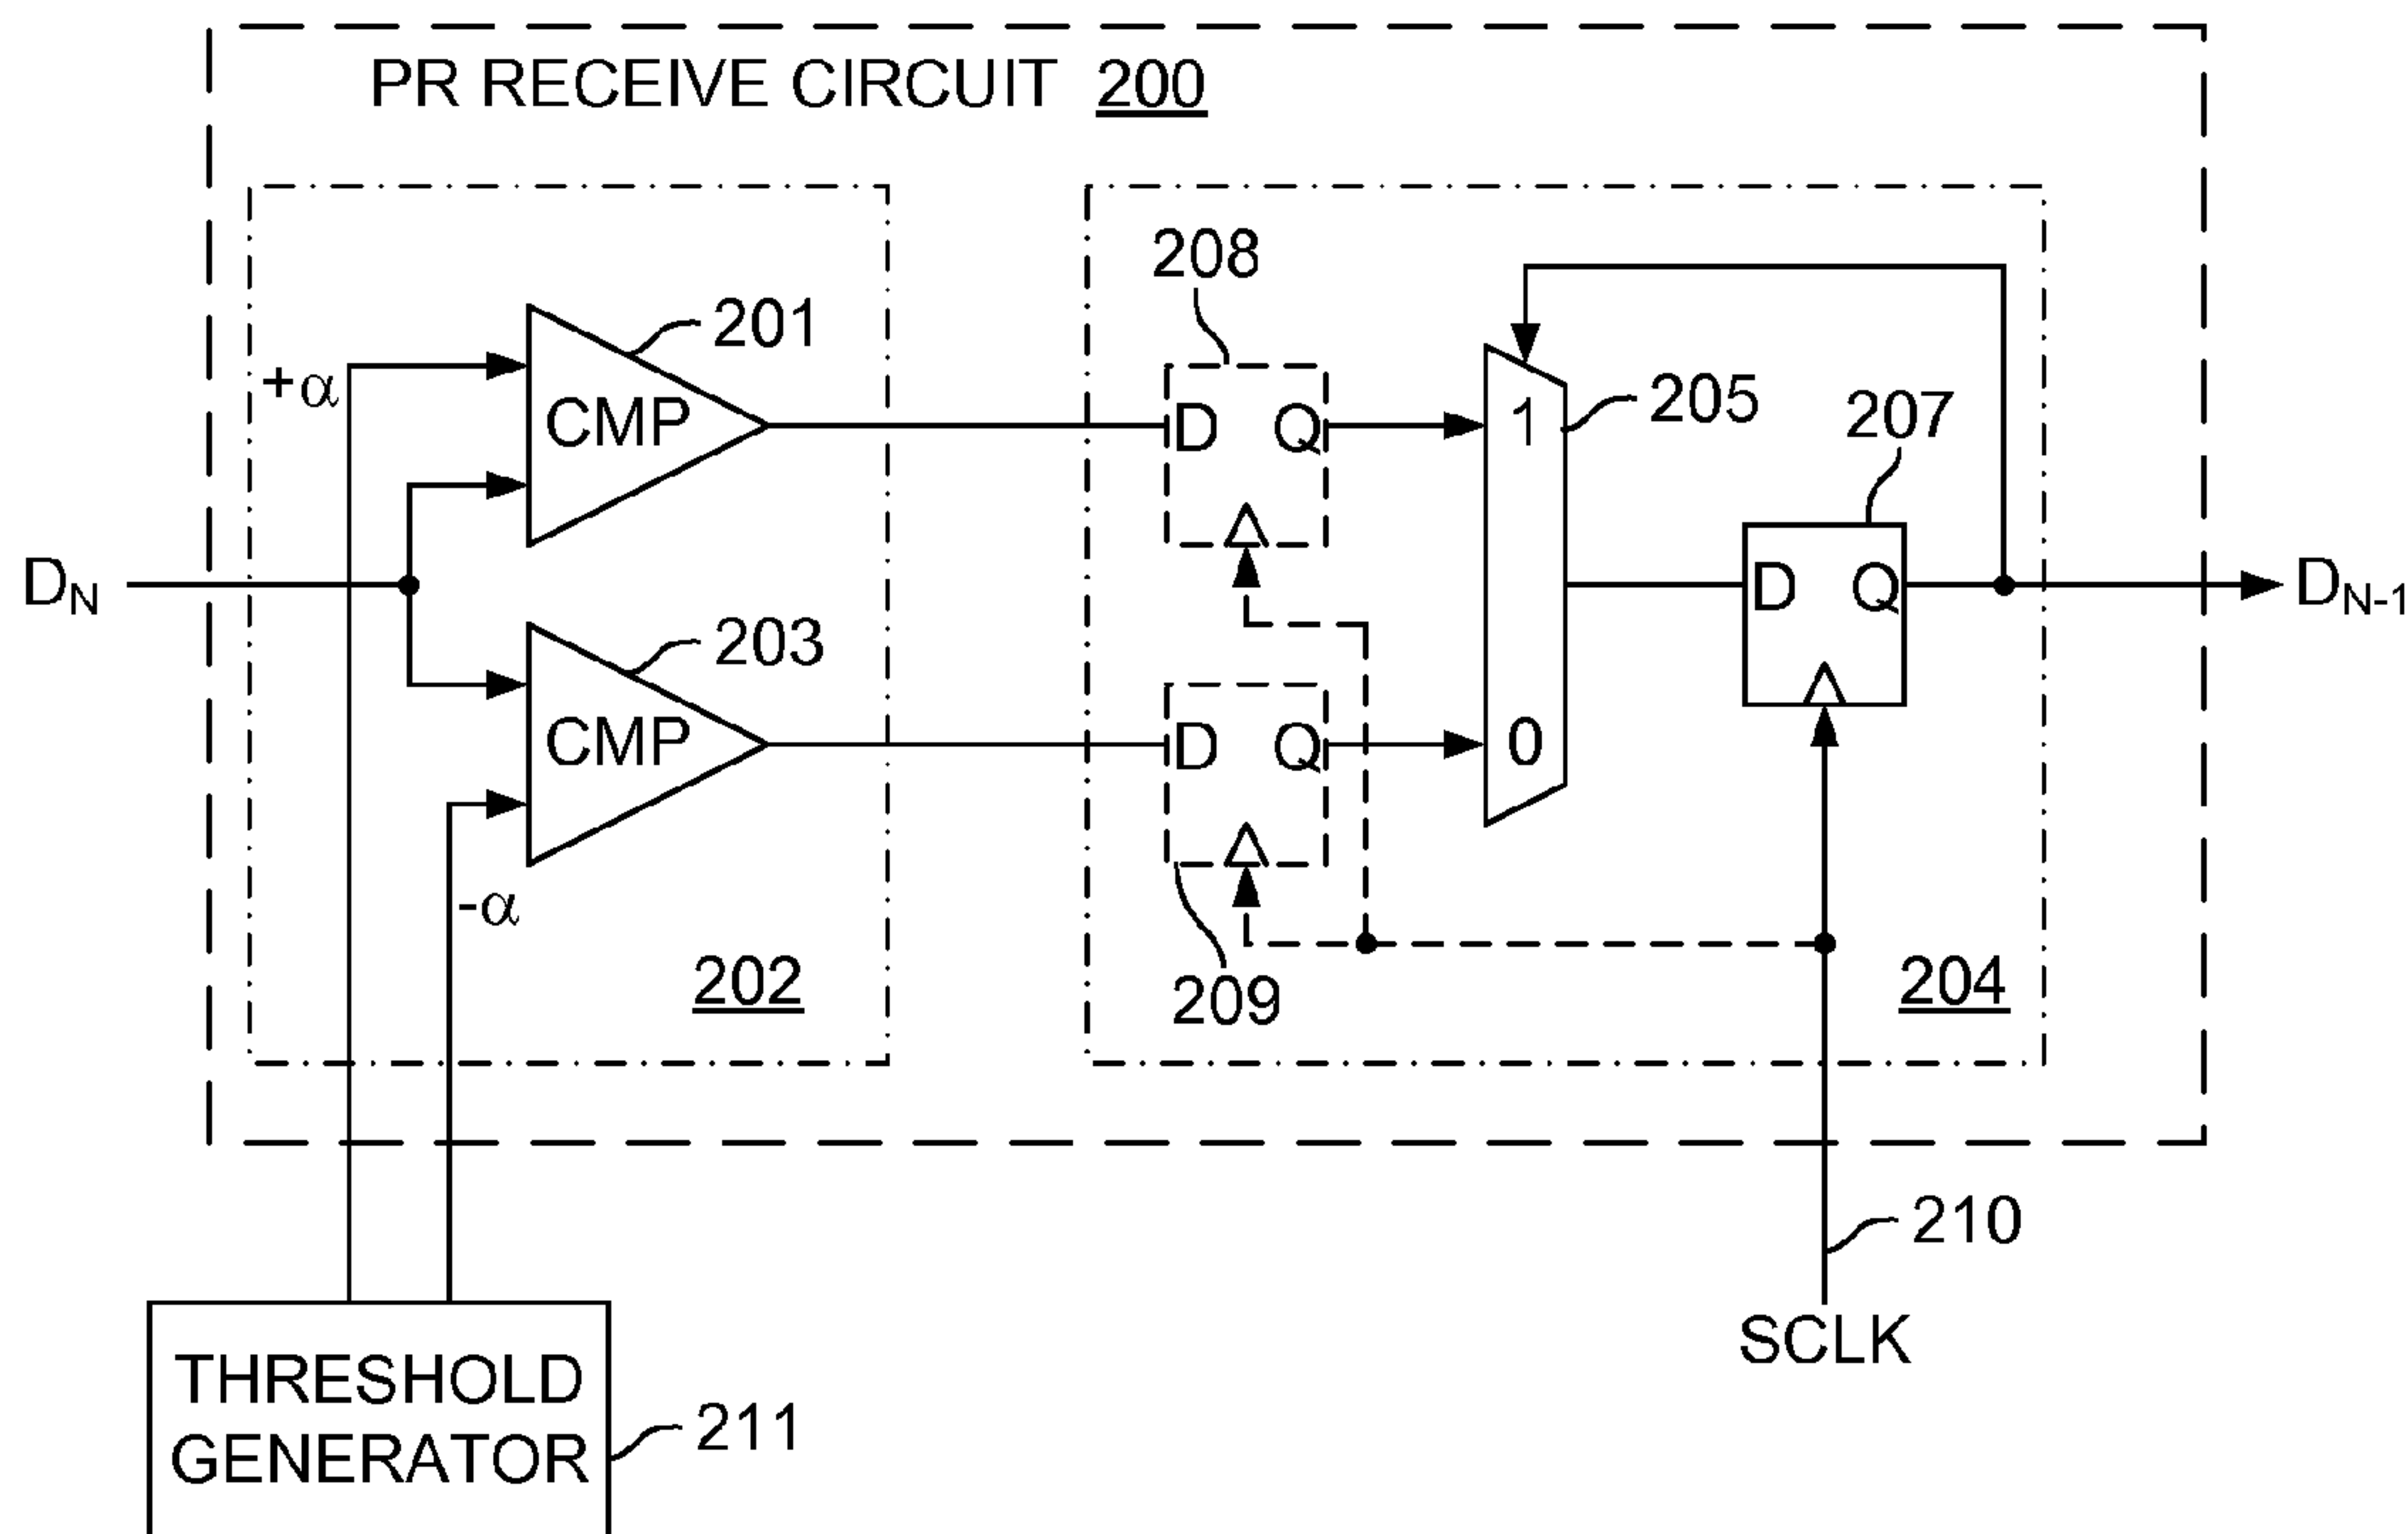 PR RECEIVE CIRCUIT 200
208
201
+α
CMP
D Q
1
205
207
D_N
203
D Q
D_{N-1}
CMP
D Q
0
-α
202
209
204
210
SCLK
THRESHOLD
GENERATOR
211